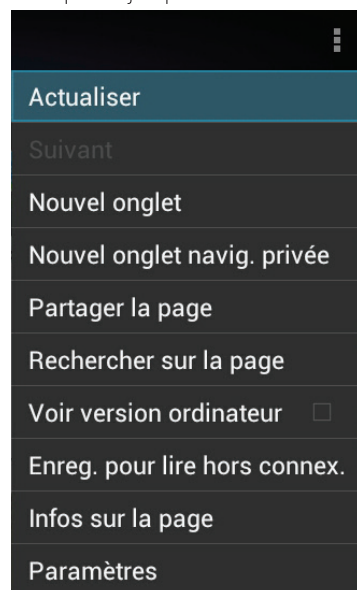 Actualiser
Suivant
Nouvel onglet
Nouvel onglet navig. privée
Partager la page
Rechercher sur la page
Voir version ordinateur
Enreg. pour lire hors connex.
Infos sur la page
Paramètres